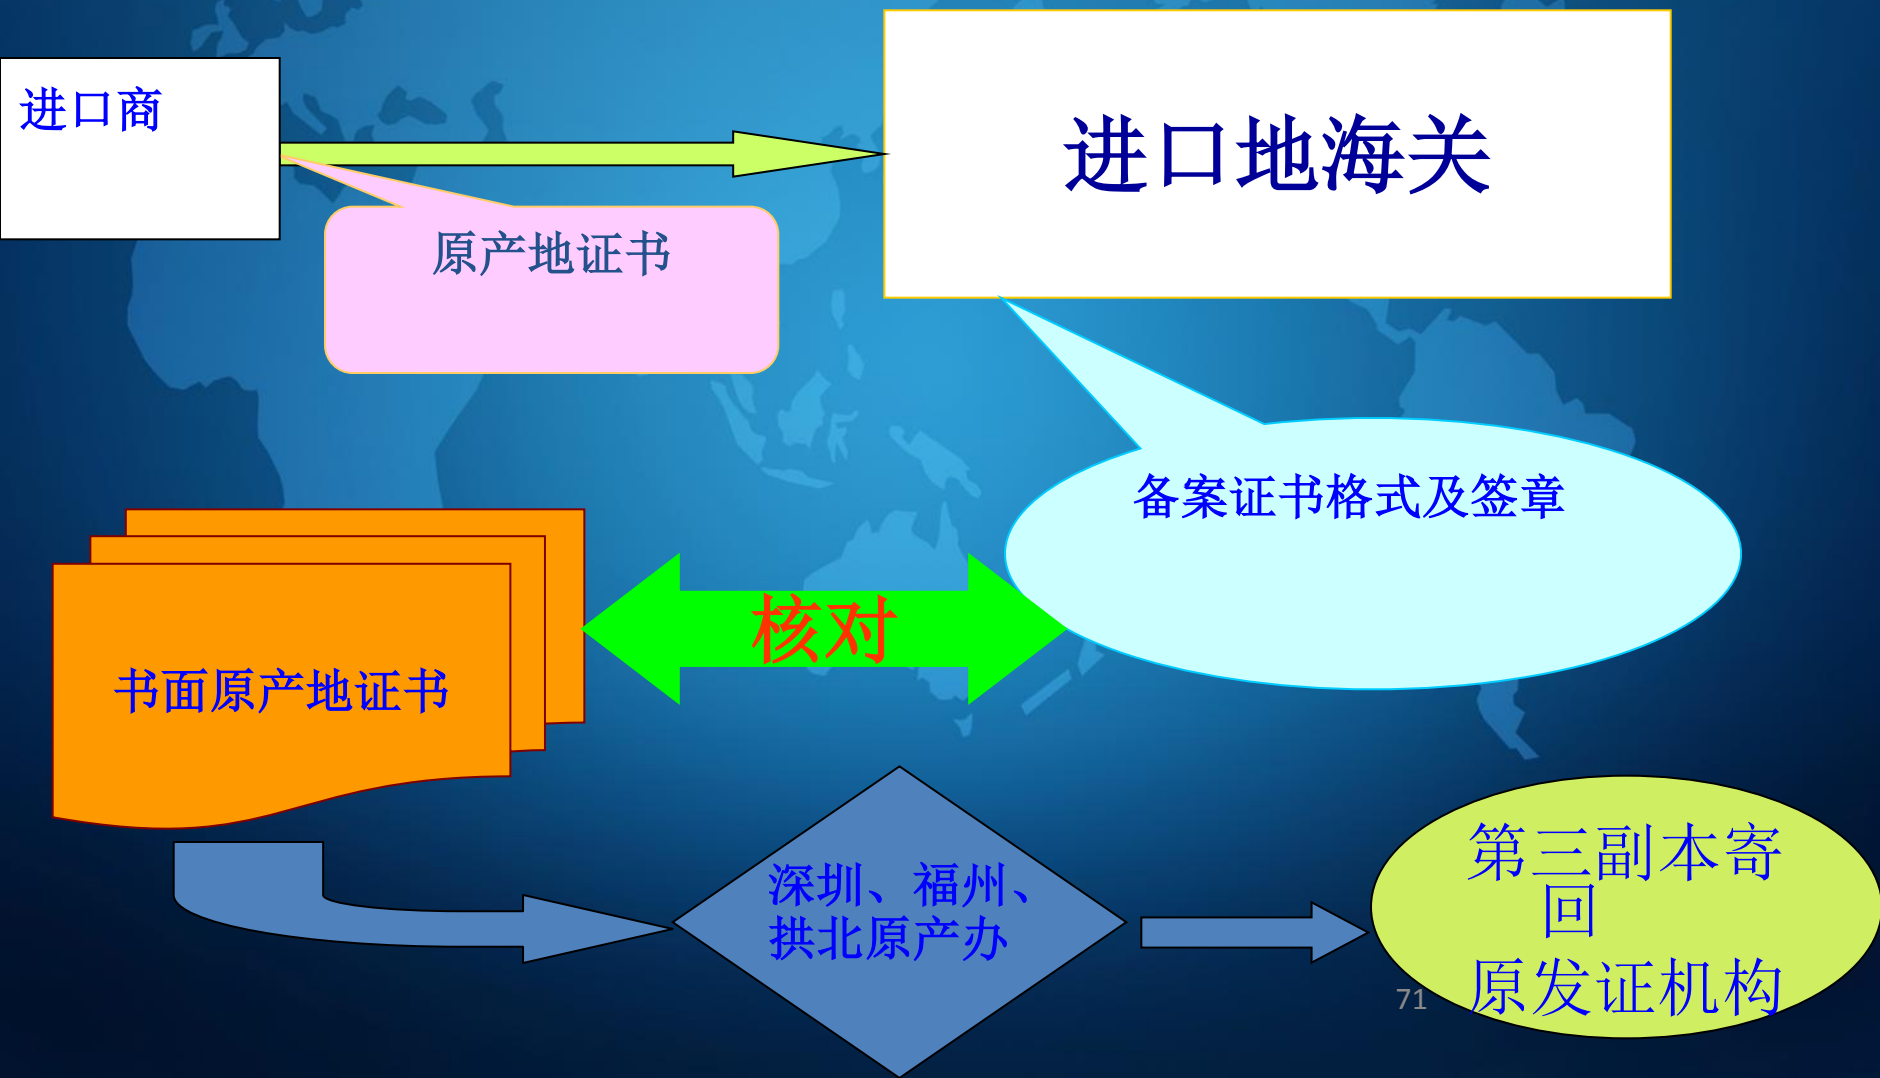 进口商
进口地海关
原产地证书
备案证书格式及签章
核对
书面原产地证书
深圳、福州、
拱北原产办
第三副本寄
回
原发证机构
71